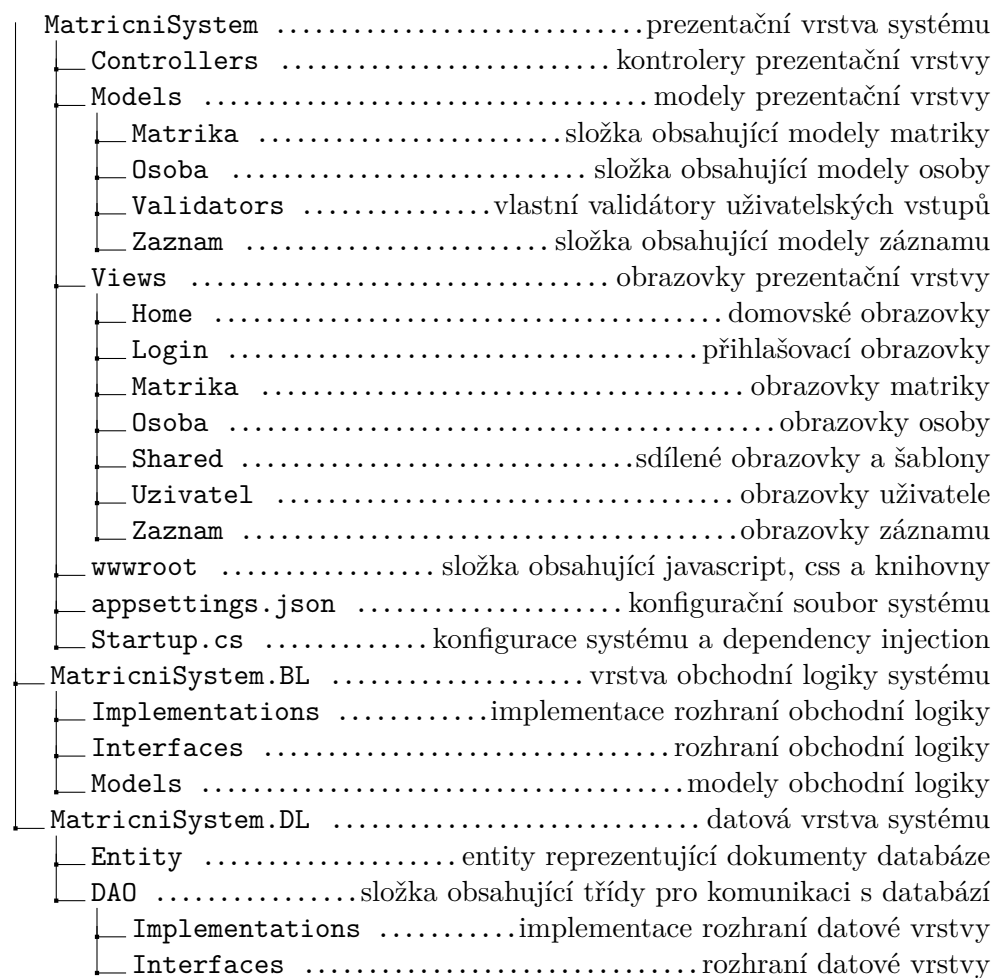 MatricniSystem ............................prezentační vrstva systému
Controllers ........................... kontrolery prezentační vrstvy
Models .................................. modely prezentační vrstvy
Matrika .......................složka obsahující modely matriky
Osoba ........................... složka obsahující modely osoby
Validators ...............vlastní validátory uživatelských vstupů
Zaznam ....................... složka obsahující modely záznamu
Views ................................ obrazovky prezentační vrstvy
Home ........................................domovské obrazovky
Login ....................................přihlašovací obrazovky
Matrika ..................................... obrazovky matriky
Osoba .........................................obrazovky osoby
Shared ..............................sdílené obrazovky a šablony
Uzivatel ................................... obrazovky uživatele
Zaznam .....................................obrazovky záznamu
wwwroot ................ složka obsahující javascript, css a knihovny
appsettings.json .................... konfigurační soubor systému
Startup.cs ............. konfigurace systému a dependency injection
MatricniSystem.BL ................... vrstva obchodní logiky systému
Implementations ............implementace rozhraní obchodní logiky
Interfaces ................................rozhraní obchodní logiky
Models .....................................modely obchodní logiky
MatricniSystem.DL ............................ datová vrstva systému
Entity ...................entity reprezentující dokumenty databáze
DAO ................složka obsahující třídy pro komunikaci s databází
Implementations ...........implementace rozhraní datové vrstvy
Interfaces ..............................rozhraní datové vrstvy